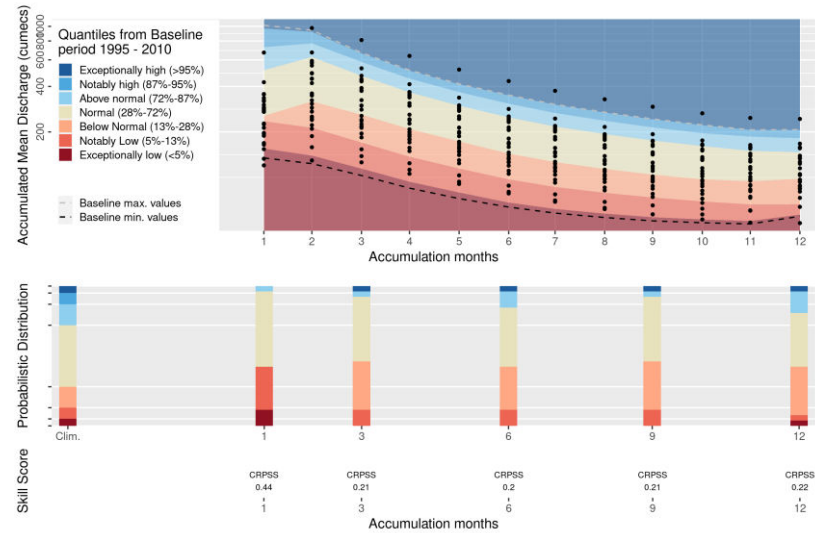 Accumulated Mean Discharge (cumecs)
600 800
400
200
Quantiles from Baseline
period 1995 - 2010
Exceptionally high (>95%)
Notably high (87%-95%)
Above normal (72%-87%)
Normal (28%-72%)
Below Normal (13%-28%)
Notably Low (5%-13%)
Exceptionally low (<5%)
Baseline max. values
Baseline min. values
1 2 3 4 5 6 7 8 9 10 11 12
Accumulation months
Probabilistic Distribution
Clim. 1 3 6 9 12
Skill Score
CRPSS CRPSS CRPSS CRPSS CRPSS
0.44 0.21 0.2 0.21 0.22
1 3 6 9 12
Accumulation months